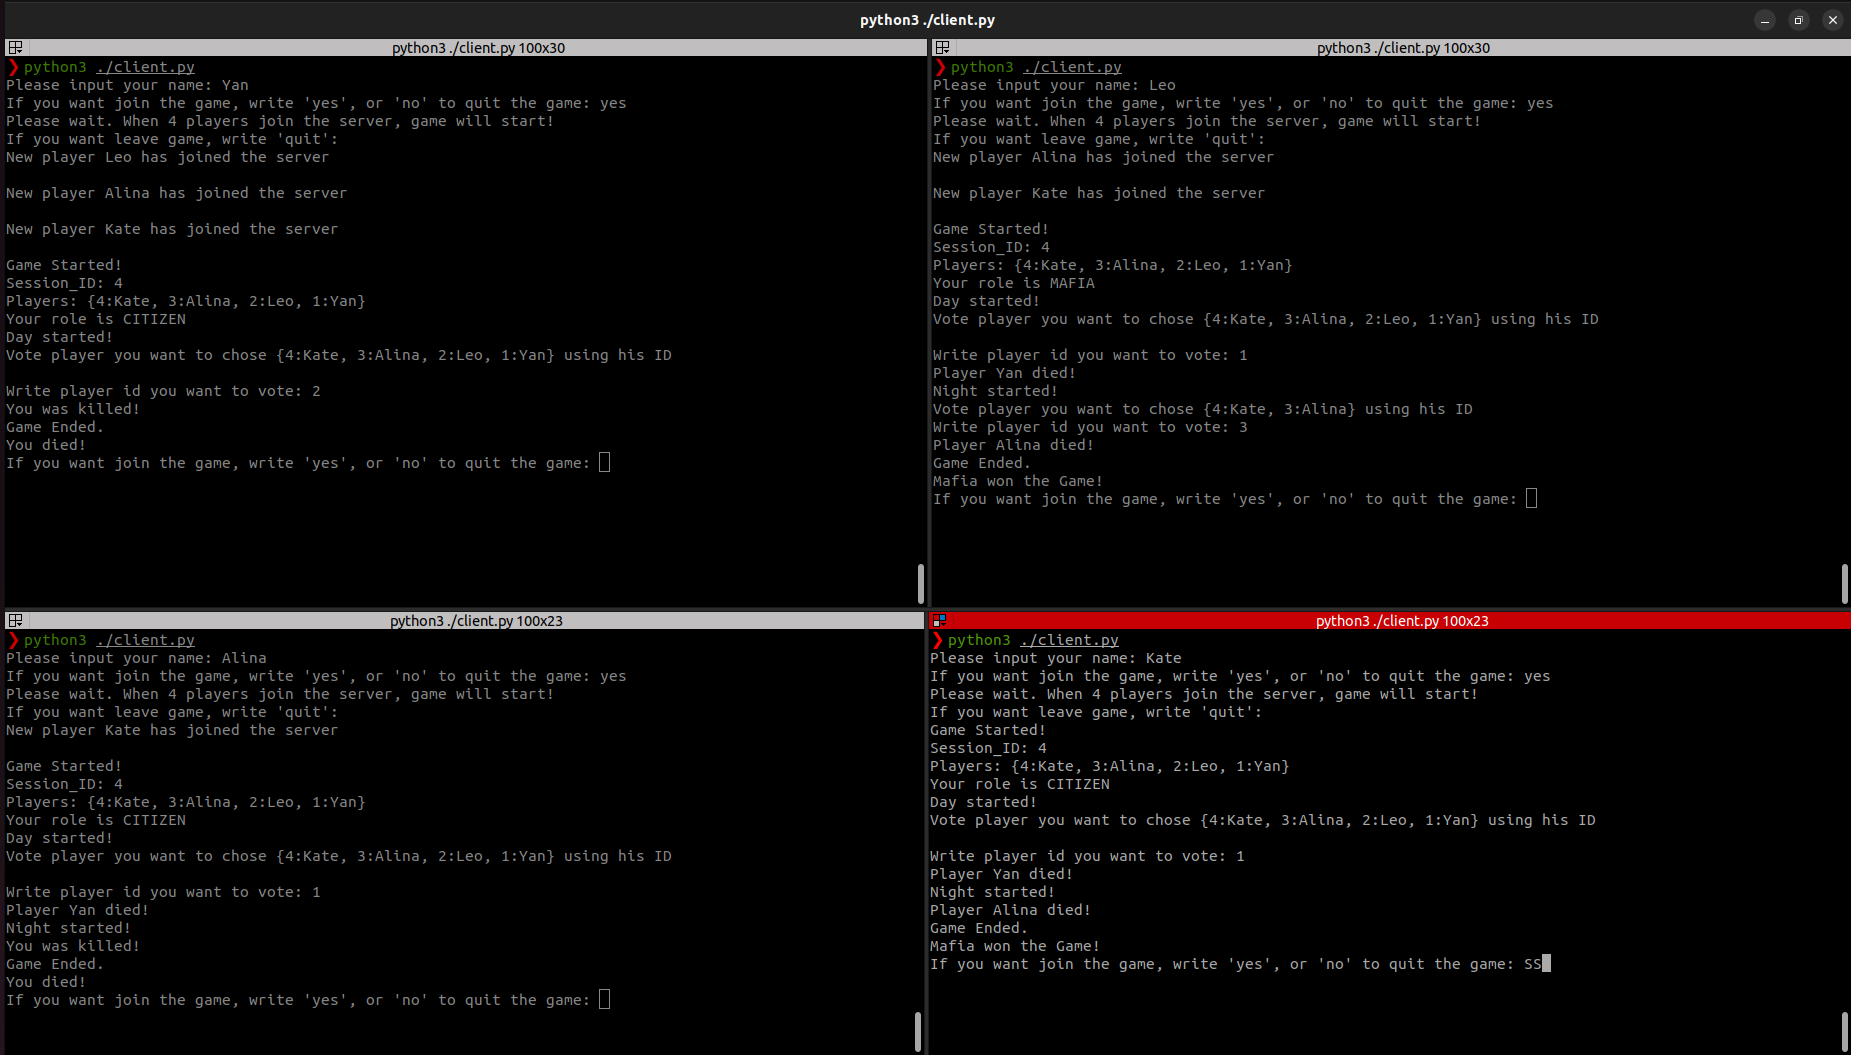 python3 ./client.py
python3 ./client.py 100x30
❯ python3 ./client.py
Please input your name: Yan
If you want join the game, write 'yes', or 'no' to quit the game: yes
Please wait. When 4 players join the server, game will start!
If you want leave game, write 'quit':
New player Leo has joined the server
New player Alina has joined the server
New player Kate has joined the server
Game Started!
Session_ID: 4
Players: {4:Kate, 3:Alina, 2:Leo, 1:Yan}
Your role is CITIZEN
Day started!
Vote player you want to chose {4:Kate, 3:Alina, 2:Leo, 1:Yan} using his ID
Write player id you want to vote: 2
You was killed!
Game Ended.
You died!
If you want join the game, write 'yes', or 'no' to quit the game:
python3 ./client.py 100x30
❯ python3 ./client.py
Please input your name: Leo
If you want join the game, write 'yes', or 'no' to quit the game: yes
Please wait. When 4 players join the server, game will start!
If you want leave game, write 'quit':
New player Alina has joined the server
New player Kate has joined the server
Game Started!
Session_ID: 4
Players: {4:Kate, 3:Alina, 2:Leo, 1:Yan}
Your role is MAFIA
Day started!
Vote player you want to chose {4:Kate, 3:Alina, 2:Leo, 1:Yan} using his ID
Write player id you want to vote: 1
Player Yan died!
Night started!
Vote player you want to chose {4:Kate, 3:Alina} using his ID
Write player id you want to vote: 3
Player Alina died!
Game Ended.
Mafia won the Game!
If you want join the game, write 'yes', or 'no' to quit the game:
python3 ./client.py 100x23
❯ python3 ./client.py
Please input your name: Alina
If you want join the game, write 'yes', or 'no' to quit the game: yes
Please wait. When 4 players join the server, game will start!
If you want leave game, write 'quit':
New player Kate has joined the server
Game Started!
Session_ID: 4
Players: {4:Kate, 3:Alina, 2:Leo, 1:Yan}
Your role is CITIZEN
Day started!
Vote player you want to chose {4:Kate, 3:Alina, 2:Leo, 1:Yan} using his ID
Write player id you want to vote: 1
Player Yan died!
Night started!
You was killed!
Game Ended.
You died!
If you want join the game, write 'yes', or 'no' to quit the game:
python3 ./client.py 100x23
❯ python3 ./client.py
Please input your name: Kate
If you want join the game, write 'yes', or 'no' to quit the game: yes
Please wait. When 4 players join the server, game will start!
If you want leave game, write 'quit':
Game Started!
Session_ID: 4
Players: {4:Kate, 3:Alina, 2:Leo, 1:Yan}
Your role is CITIZEN
Day started!
Vote player you want to chose {4:Kate, 3:Alina, 2:Leo, 1:Yan} using his ID
Write player id you want to vote: 1
Player Yan died!
Night started!
Player Alina died!
Game Ended.
Mafia won the Game!
If you want join the game, write 'yes', or 'no' to quit the game: SS